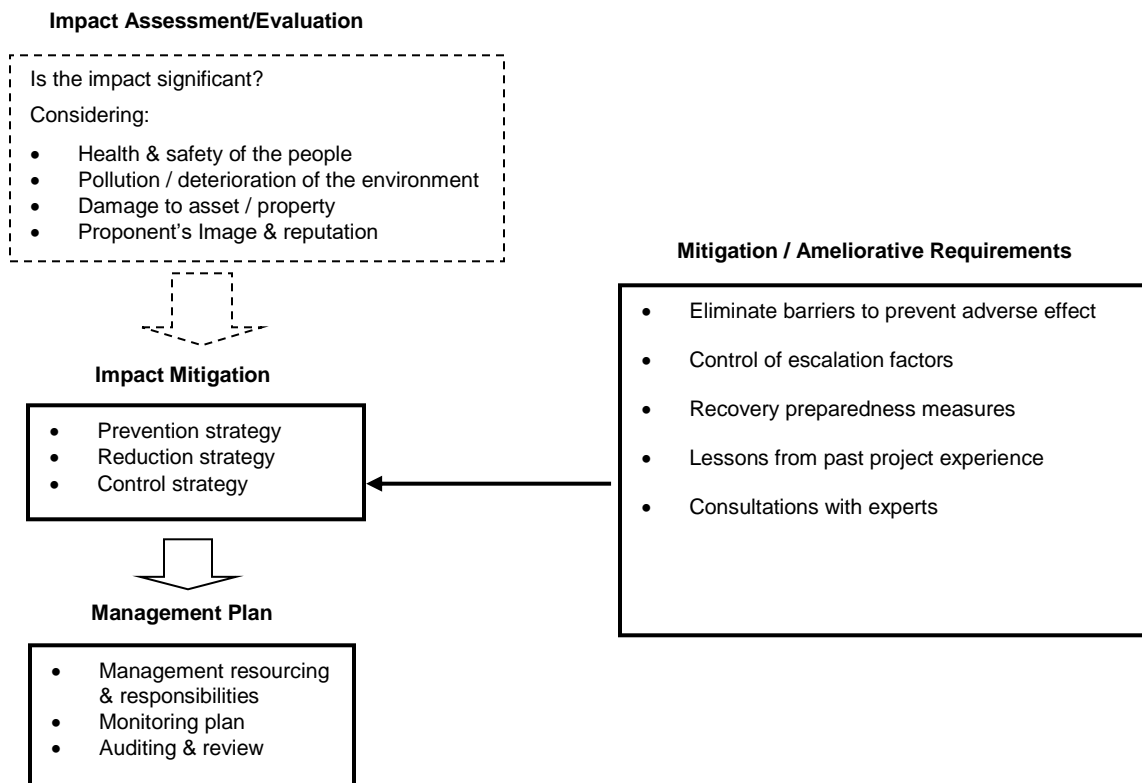 Impact Assessment/Evaluation
Is the impact significant?
Considering:
• Health & safety of the people
• Pollution / deterioration of the environment
• Damage to asset / property
• Proponent's Image & reputation
Impact Mitigation
• Prevention strategy
• Reduction strategy
• Control strategy
Management Plan
• Management resourcing
& responsibilities
• Monitoring plan
• Auditing & review
Mitigation / Ameliorative Requirements
• Eliminate barriers to prevent adverse effect
• Control of escalation factors
• Recovery preparedness measures
• Lessons from past project experience
• Consultations with experts